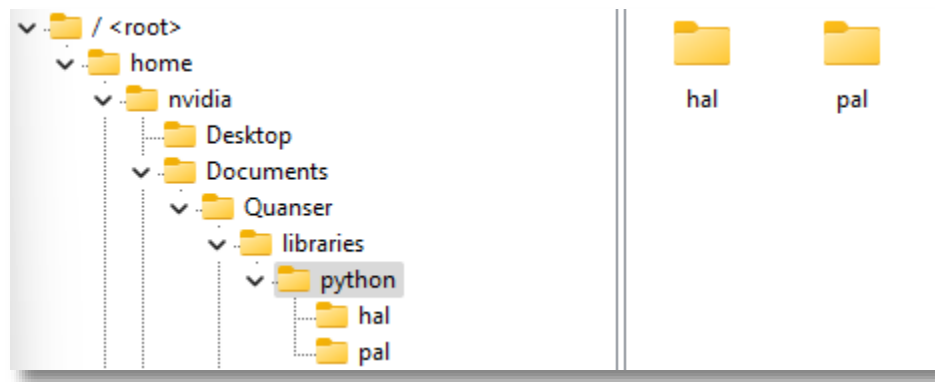 / <root>
home
nvidia
Desktop
Documents
Quanser
libraries
python
hal
pal
hal
pal